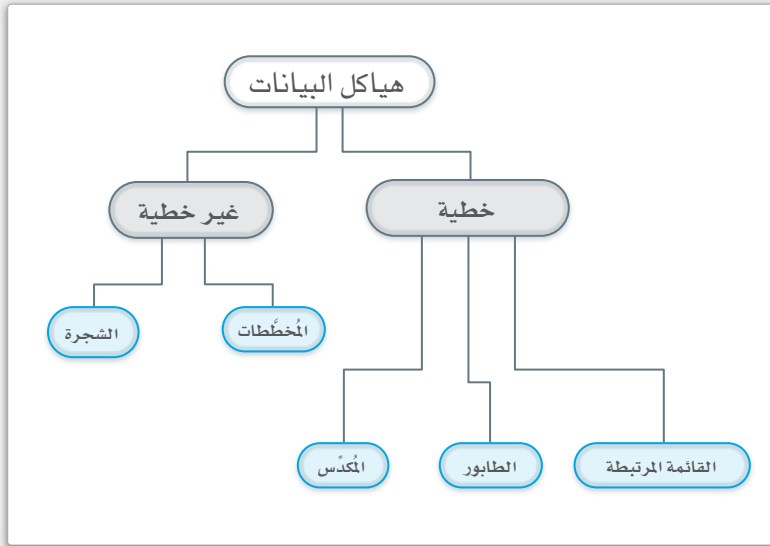 هياكل البيانات
خطية
غير خطية
المُخطَّطات
الشجرة
القائمة المرتبطة
الطابور
المُكدَّس